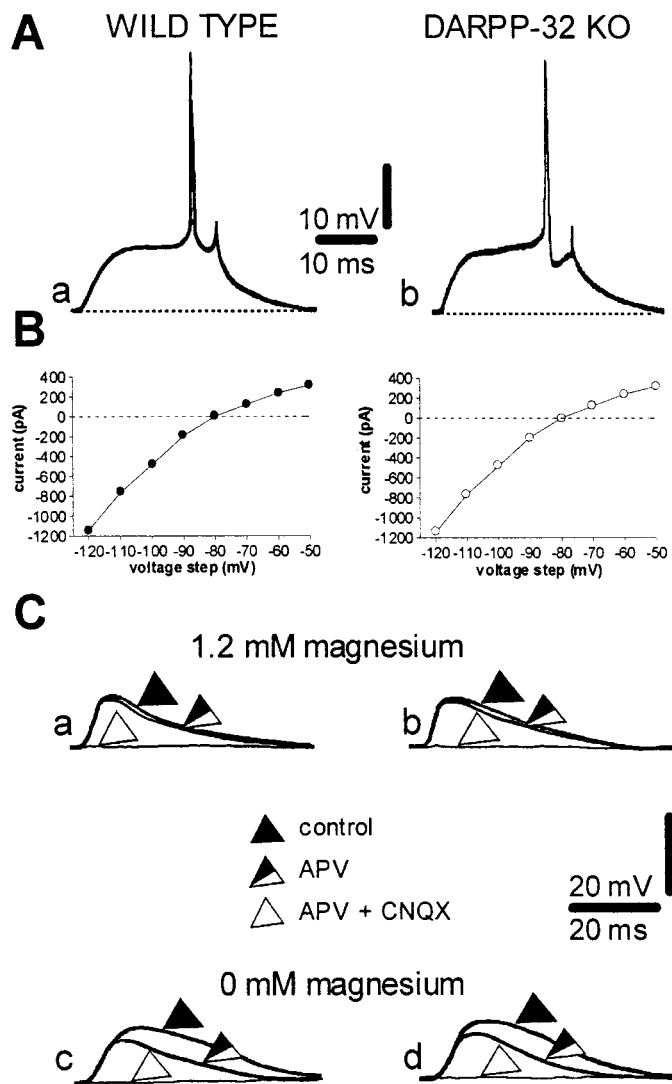 A
WILD TYPE
DARPP-32 KO
10 mV
10 ms
a
b
B
400
200
0
-200
-400
-600
-800
-1000
-1200
current (pA)
-120 -110 -100 -90 -80 -70 -60 -50
voltage step (mV)
400
200
0
-200
-400
-600
-800
-1000
-1200
current (pA)
-120 -110 -100 -90 -80 -70 -60 -50
voltage step (mV)
C
1.2 mM magnesium
a
b
control
APV
APV + CNQX
20 mV
20 ms
0 mM magnesium
c
d